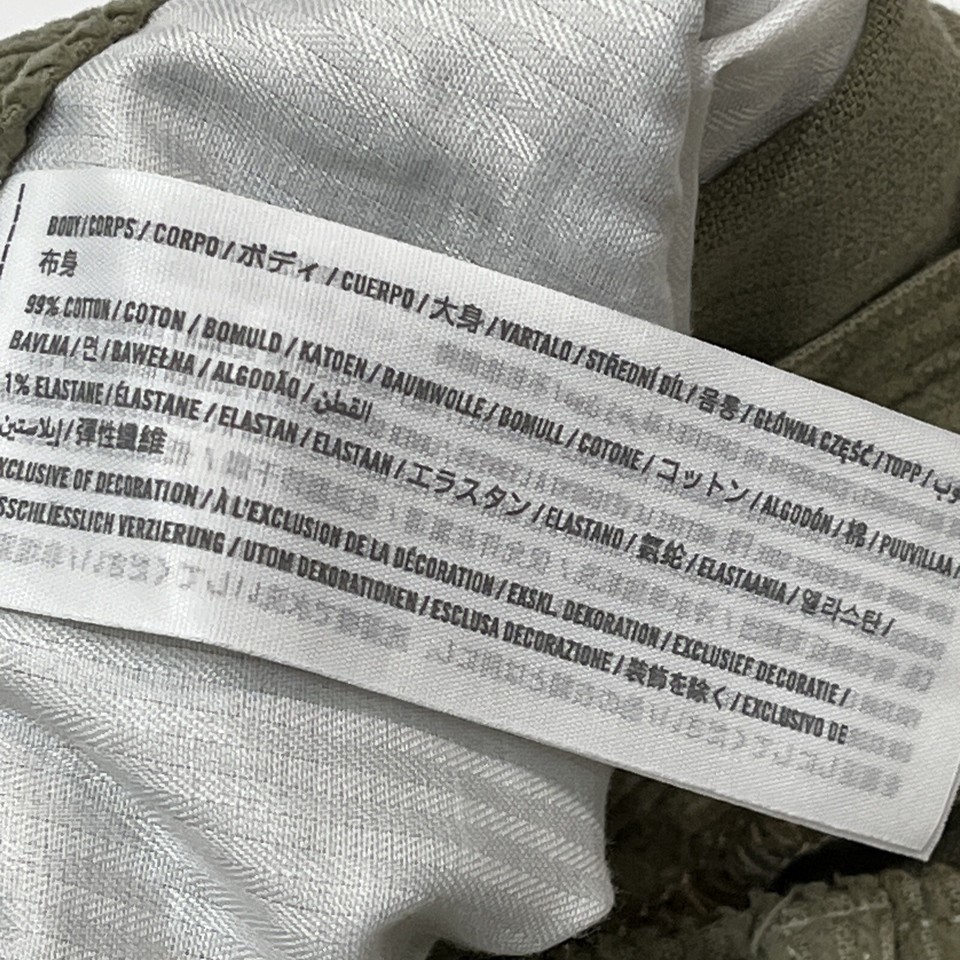 BODY/CORPS / CORPO / ボディ / CUERPO / 大身 / VARTALO / STŘEDNÍ DÍL / 몸통 / GŁÓWNA CZĘŚĆ / TOPP /
布身
99% COTTON / COTON / BOMULD / KATOEN / BAUMWOLLE / BOMULL / COTONE / コットン / ALGODÓN / 棉 / PUUVILLAA /
BAVLNA / 면 / BAWEŁNA / ALGODÃO / القطن
1% ELASTANE / ÉLASTANE / ELASTAN / ELASTAAN / エラスタン / ELASTANO / 氨纶 / ELASTAANIA / 엘라스탄 /
إيلاستين / 彈性纖維
XCLUSIVE OF DECORATION / À L'EXCLUSION DE LA DÉCORATION / EKSKL. DEKORATION / EXCLUSIEF DECORATIE /
SSCHLIESSLICH VERZIERUNG / UTOM DEKORATIONEN / ESCLUSA DECORAZIONE / 装飾を除く / EXCLUSIVO DE